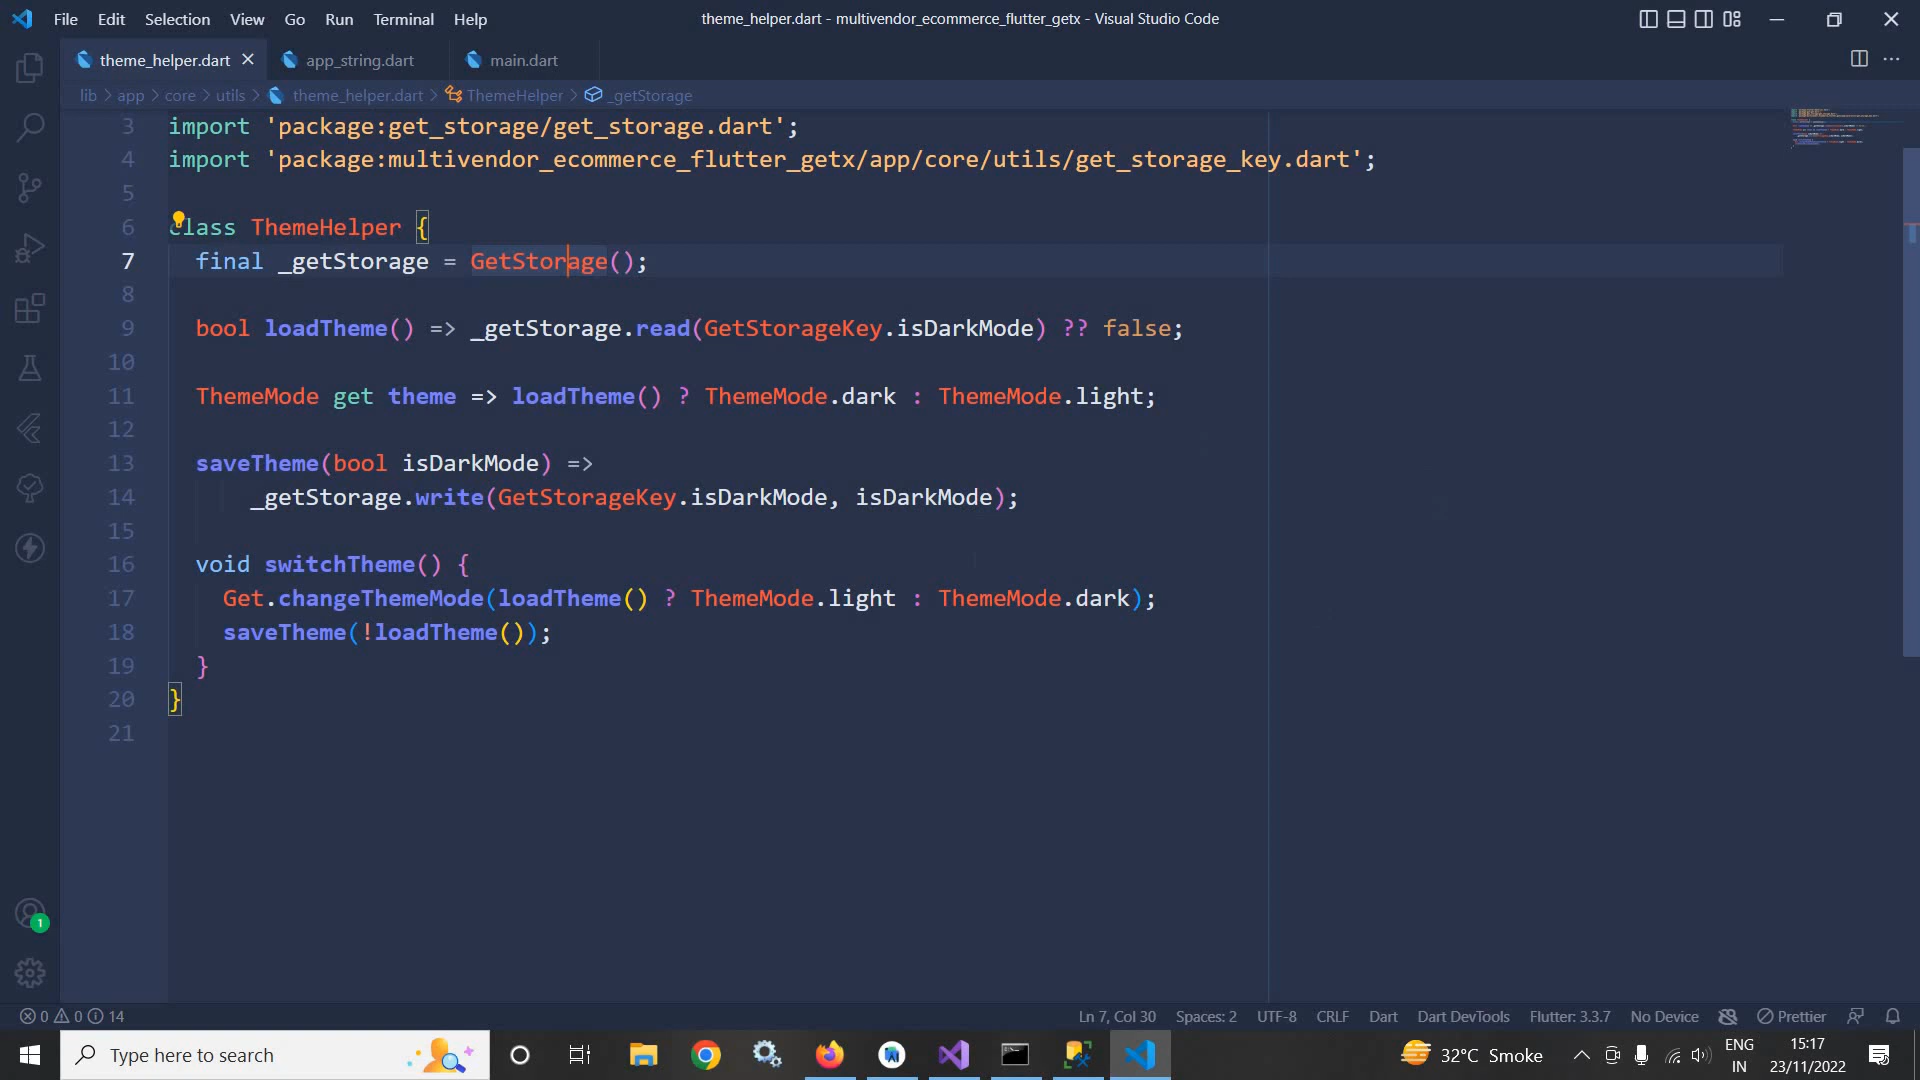 File Edit Selection View Go Run Terminal Help
theme_helper.dart - multivendor_ecommerce_flutter_getx - Visual Studio Code
theme_helper.dart app_string.dart main.dart
lib > app > core > utils > theme_helper.dart > ThemeHelper > _getStorage
3 import 'package:get_storage/get_storage.dart';
4 import 'package:multivendor_ecommerce_flutter_getx/app/core/utils/get_storage_key.dart';
5
6 class ThemeHelper {
7 final _getStorage = GetStorage();
8
9 bool loadTheme() => _getStorage.read(GetStorageKey.isDarkMode) ?? false;
10
11 ThemeMode get theme => loadTheme() ? ThemeMode.dark : ThemeMode.light;
12
13 saveTheme(bool isDarkMode) =>
14 _getStorage.write(GetStorageKey.isDarkMode, isDarkMode);
15
16 void switchTheme() {
17 Get.changeThemeMode(loadTheme() ? ThemeMode.light : ThemeMode.dark);
18 saveTheme(!loadTheme());
19 }
20 }
21
1
0 0 14
Ln 7, Col 30 Spaces: 2 UTF-8 CRLF Dart Dart DevTools Flutter: 3.3.7 No Device Prettier
Type here to search
32°C Smoke
ENG
IN
15:17
23/11/2022